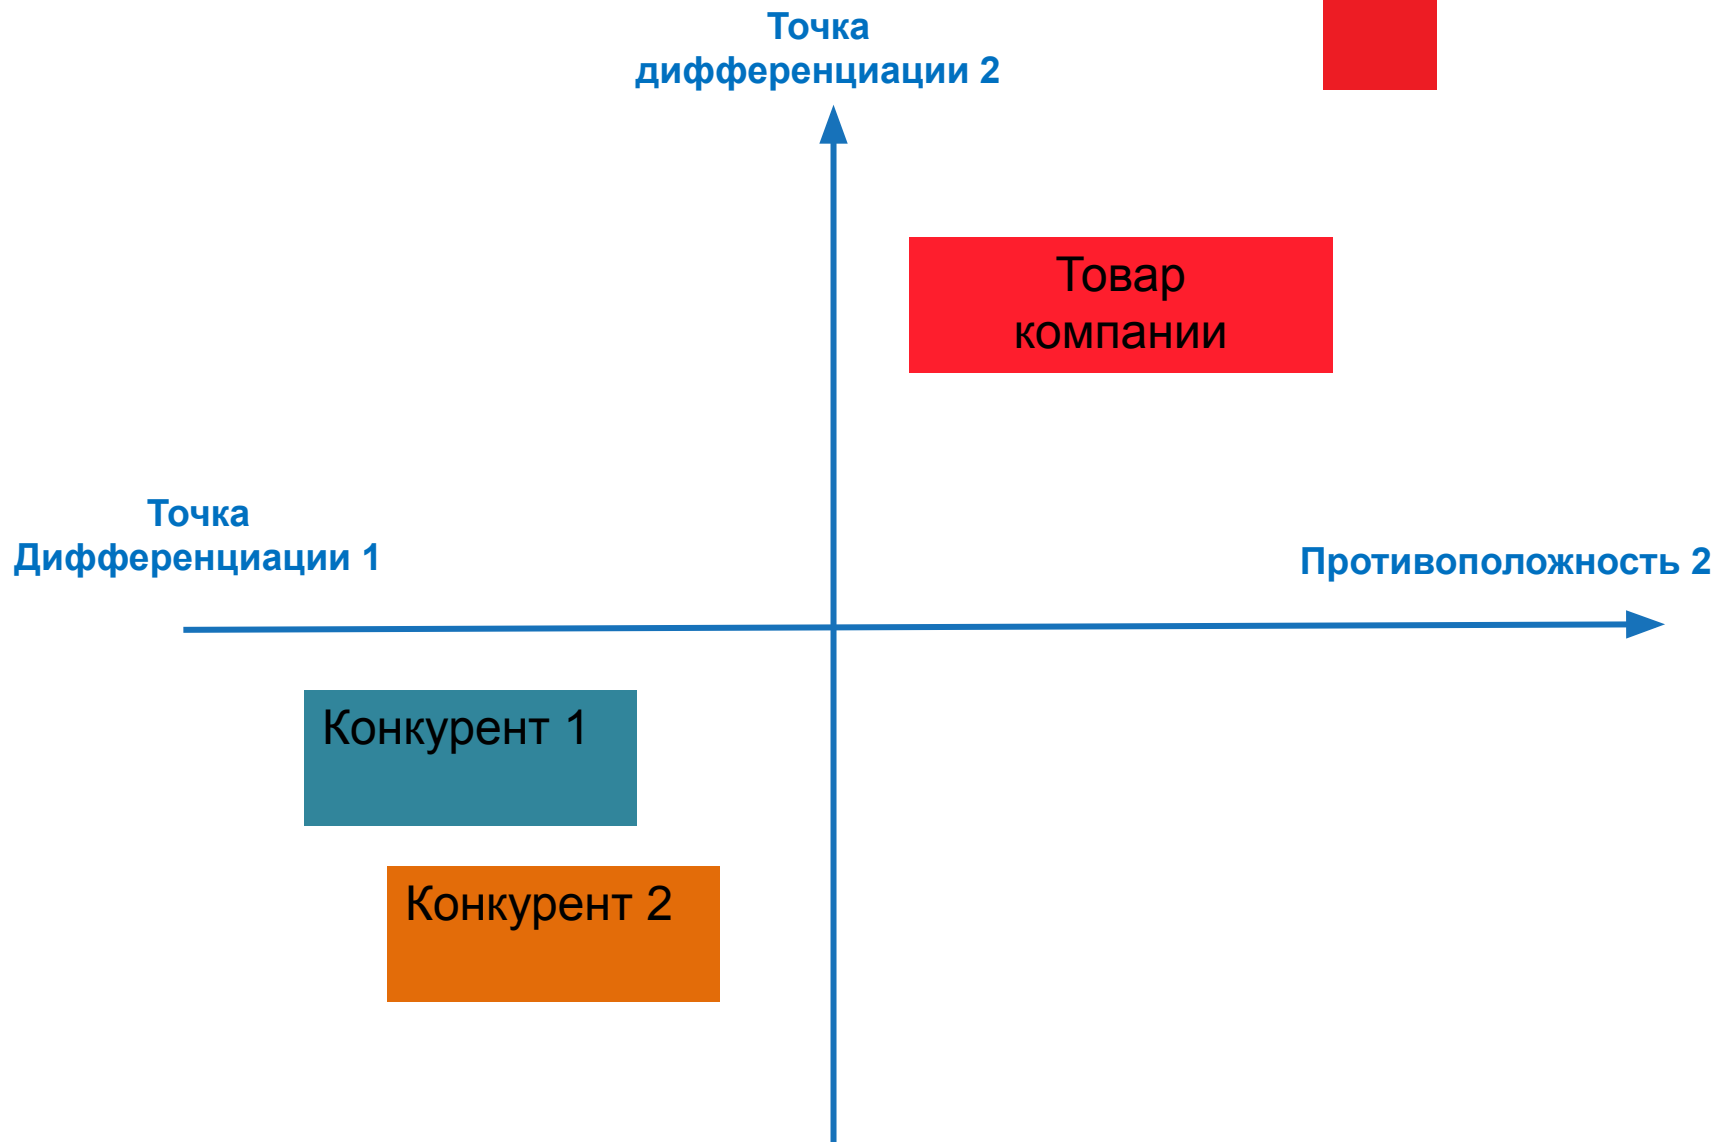 Точка
дифференциации 2
Товар
компании
Точка
Дифференциации 1
Противоположность 2
Конкурент 1
Конкурент 2